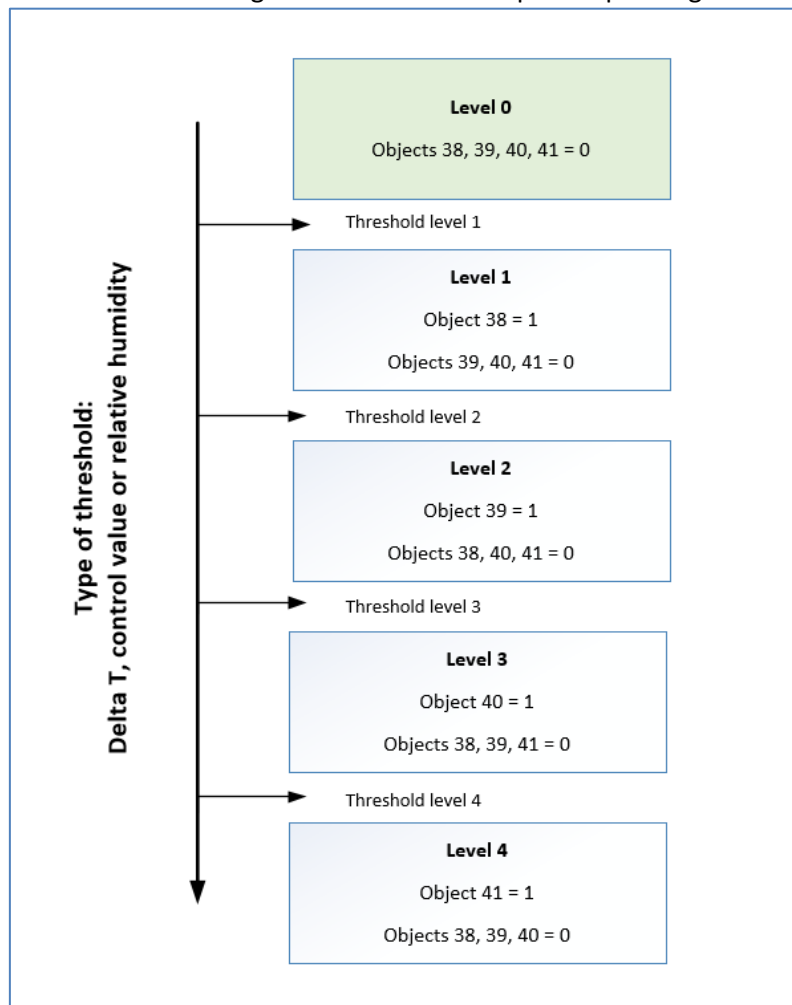 Level 0
Objects 38, 39, 40, 41 = 0
Threshold level 1
Level 1
Object 38 = 1
Objects 39, 40, 41 = 0
Threshold level 2
Level 2
Object 39 = 1
Objects 38, 40, 41 = 0
Threshold level 3
Level 3
Object 40 = 1
Objects 38, 39, 41 = 0
Threshold level 4
Level 4
Object 41 = 1
Objects 38, 39, 40 = 0
Type of threshold:
Delta T, control value or relative humidity